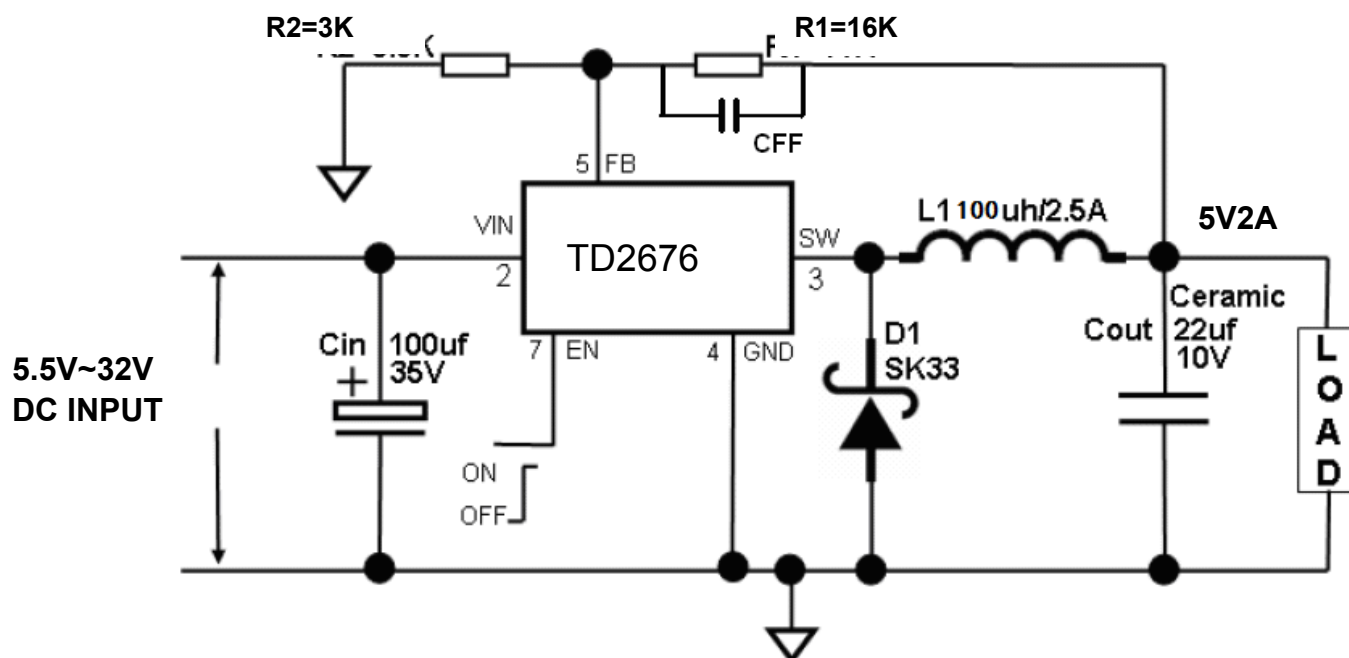 R2=3K
R1=16K
CFF
5 FB
L1 100uh/2.5A
5V2A
VIN
SW
TD2676
2
3
Ceramic
Cout 22uf
10V
D1
SK33
7 EN
4 GND
Cin 100uf
+ 35V
5.5V~32V
DC INPUT
LOAD
ON
OFF